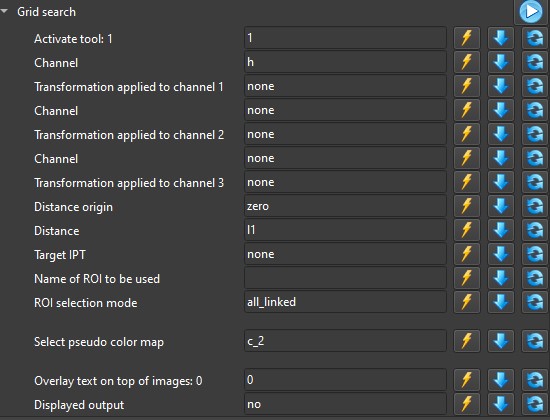 Grid search
Activate tool: 1 1
Channel h
Transformation applied to channel 1 none
Channel none
Transformation applied to channel 2 none
Channel none
Transformation applied to channel 3 none
Distance origin zero
Distance l1
Target IPT none
Name of ROI to be used
ROI selection mode all_linked
Select pseudo color map c_2
Overlay text on top of images: 0 0
Displayed output no